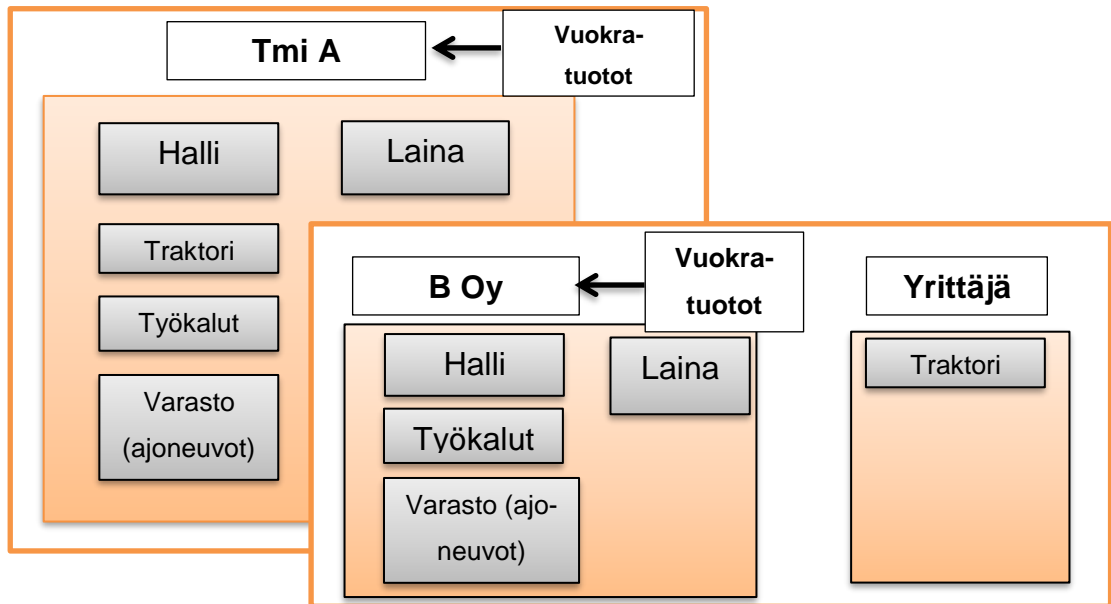 Tmi A
Vuokra-
tuotot
Halli
Laina
Traktori
Työkalut
Varasto
(ajoneuvot)
B Oy
Vuokra-
tuotot
Yrittäjä
Halli
Laina
Traktori
Työkalut
Varasto (ajo-
neuvot)